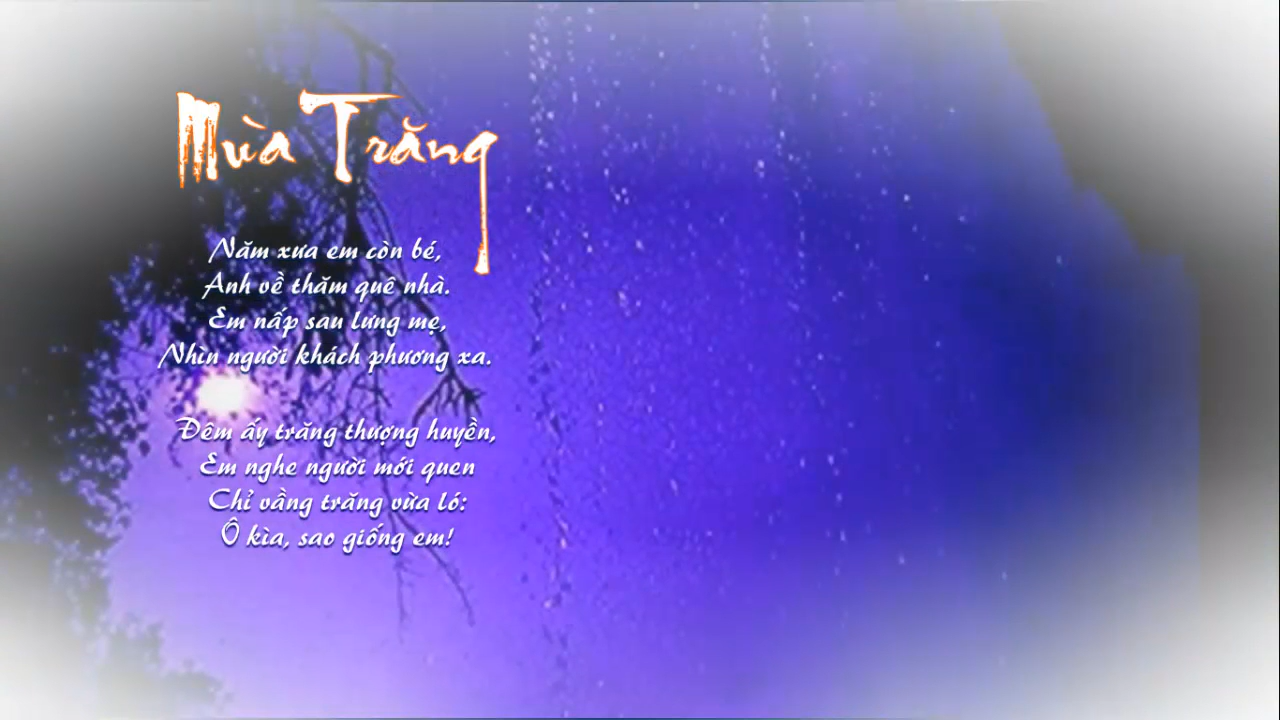 Mùa Trăng
Năm xưa em còn bé,
Anh về thăm quê nhà.
Em nấp sau lưng mẹ,
Nhìn người khách phương xa.
Đêm ấy trăng thượng huyền,
Em nghe người mới quen
Chỉ vầng trăng vừa ló:
Ô kìa, sao giống em!